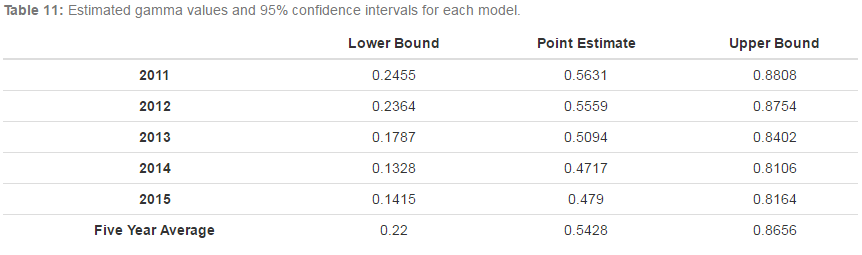 Table 11: Estimated gamma values and 95% confidence intervals for each model.
Lower Bound Point Estimate Upper Bound
2011 0.2455 0.5631 0.8808
2012 0.2364 0.5559 0.8754
2013 0.1787 0.5094 0.8402
2014 0.1328 0.4717 0.8106
2015 0.1415 0.479 0.8164
Five Year Average 0.22 0.5428 0.8656